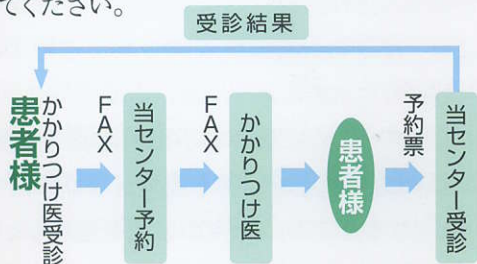 てください。
受診結果
患者様
かかりつけ医受診
FAX
当センター予約
FAX
かかりつけ医
患者様
予約票
当センター受診